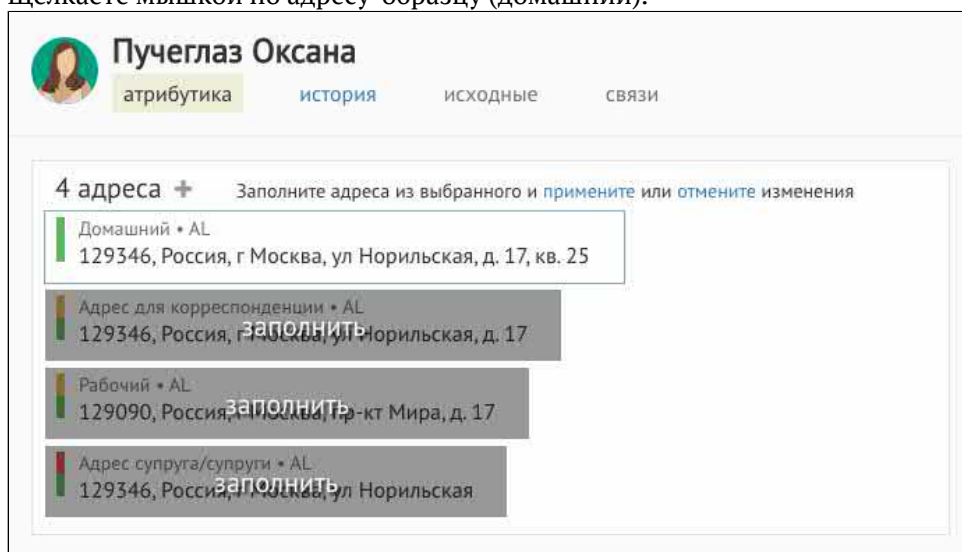 щелкаете мышкой по адресу-образцу (домашний).
Пучеглаз Оксана
атрибутика история исходные связи
4 адреса + Заполните адреса из выбранного и примените или отмените изменения
Домашний • AL
129346, Россия, г Москва, ул Норильская, д. 17, кв. 25
Адрес для корреспонденции • AL
заполнить
129346, Россия, г Москва, ул Норильская, д. 17
Рабочий • AL
заполнить
129090, Россия, г Москва, пр-кт Мира, д. 17
Адрес супруга/супруги • AL
заполнить
129346, Россия, г Москва, ул Норильская